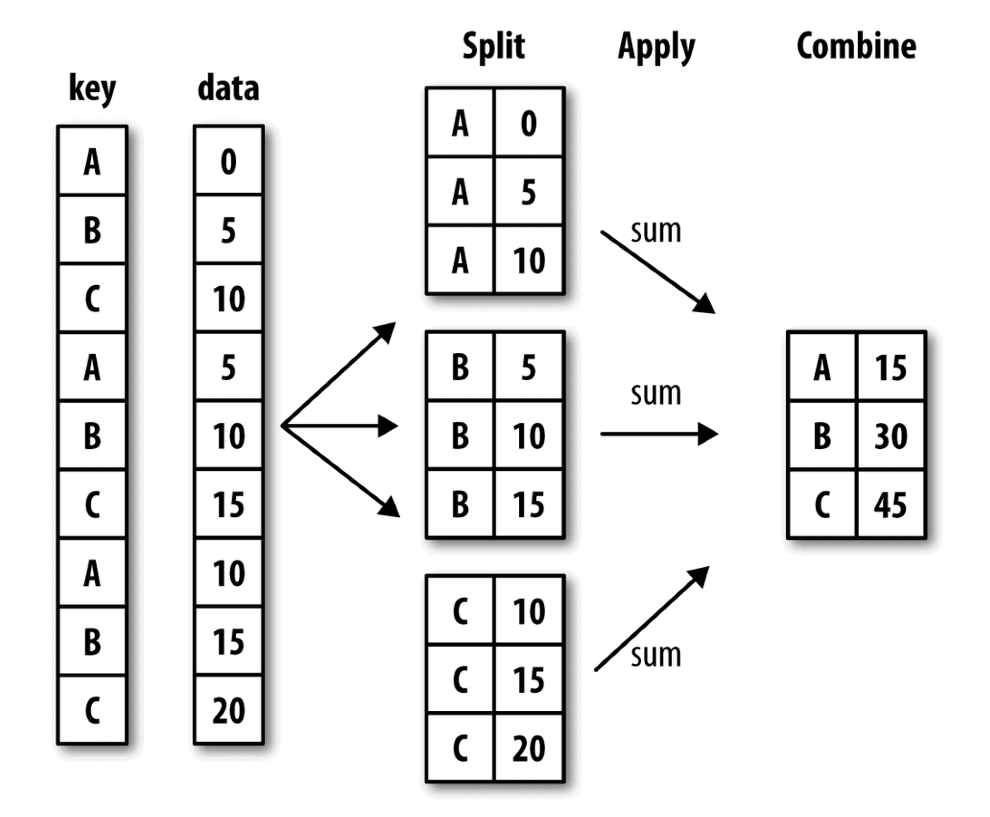 Split Apply Combine
key data
A 0
B 5
C 10
A 5
B 10
C 15
A 10
B 15
C 20
A 0
A 5
A 10
B 5
B 10
B 15
C 10
C 15
C 20
sum
sum
sum
A 15
B 30
C 45